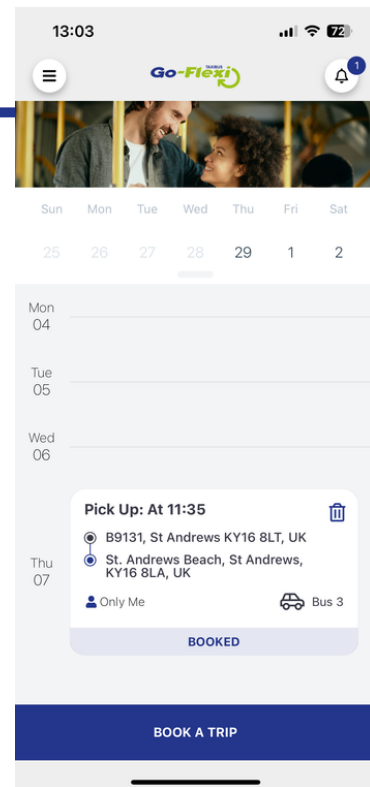 13:03
72
Go-Flexi
1
Sun Mon Tue Wed Thu Fri Sat
25 26 27 28 29 1 2
Mon
04
Tue
05
Wed
06
Thu
07
Pick Up: At 11:35
B9131, St Andrews KY16 8LT, UK
St. Andrews Beach, St Andrews,
KY16 8LA, UK
Only Me
Bus 3
BOOKED
BOOK A TRIP